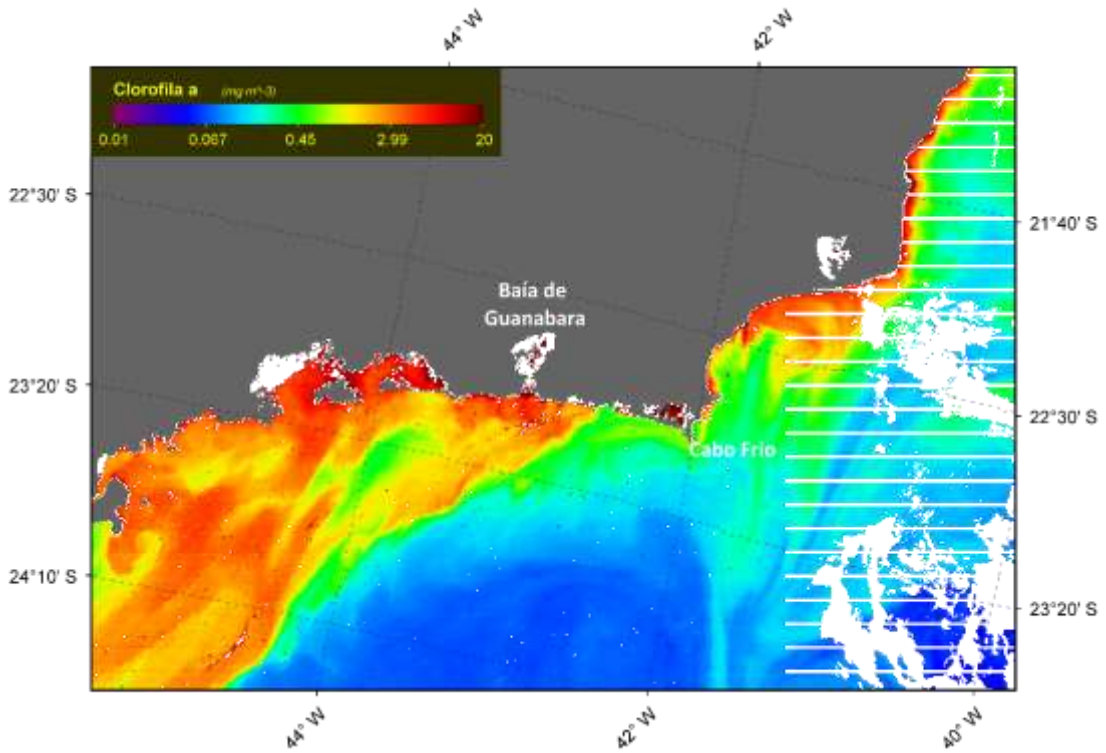 44° W
42° W
Clorofila a (mg m^-3)
0.01 0.067 0.45 2.99 20
22°30' S
21°40' S
Baía de
Guanabara
23°20' S
22°30' S
Cabo Frio
24°10' S
23°20' S
44° W
42° W
40° W